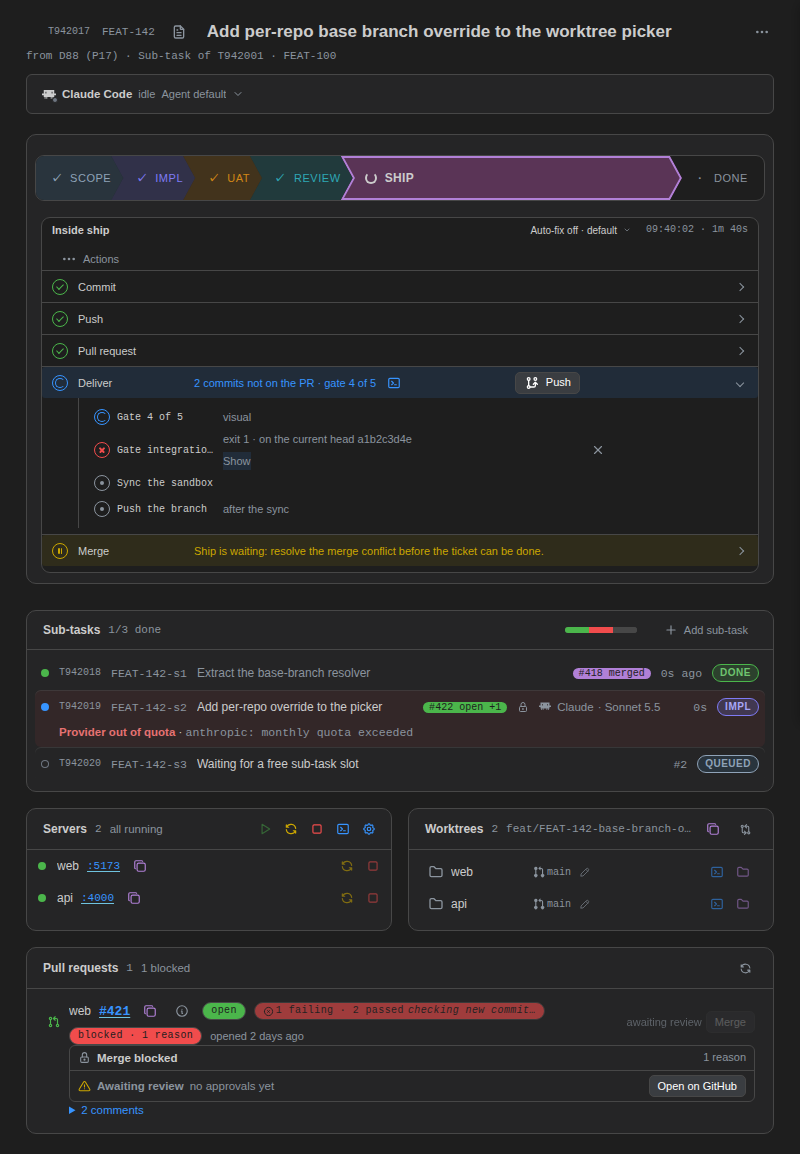 T942017 FEAT-142 Add per-repo base branch override to the worktree picker
from D88 (P17) · Sub-task of T942001 · FEAT-100
Claude Code idle Agent default
SCOPE IMPL UAT REVIEW SHIP DONE
Inside ship Auto-fix off · default 09:40:02 · 1m 40s
Actions
Commit
Push
Pull request
Deliver 2 commits not on the PR · gate 4 of 5 Push
Gate 4 of 5 visual
Gate integratio… exit 1 · on the current head a1b2c3d4e
Show
Sync the sandbox
Push the branch after the sync
Merge Ship is waiting: resolve the merge conflict before the ticket can be done.
Sub-tasks 1/3 done Add sub-task
T942018 FEAT-142-s1 Extract the base-branch resolver #418 merged 0s ago DONE
T942019 FEAT-142-s2 Add per-repo override to the picker #422 open +1 Claude · Sonnet 5.5 0s IMPL
Provider out of quota · anthropic: monthly quota exceeded
T942020 FEAT-142-s3 Waiting for a free sub-task slot #2 QUEUED
Servers 2 all running
web :5173
api :4000
Worktrees 2 feat/FEAT-142-base-branch-o…
web main
api main
Pull requests 1 1 blocked
web #421 open 1 failing · 2 passed checking new commit…
blocked · 1 reason opened 2 days ago
awaiting review Merge
Merge blocked 1 reason
Awaiting review no approvals yet Open on GitHub
2 comments